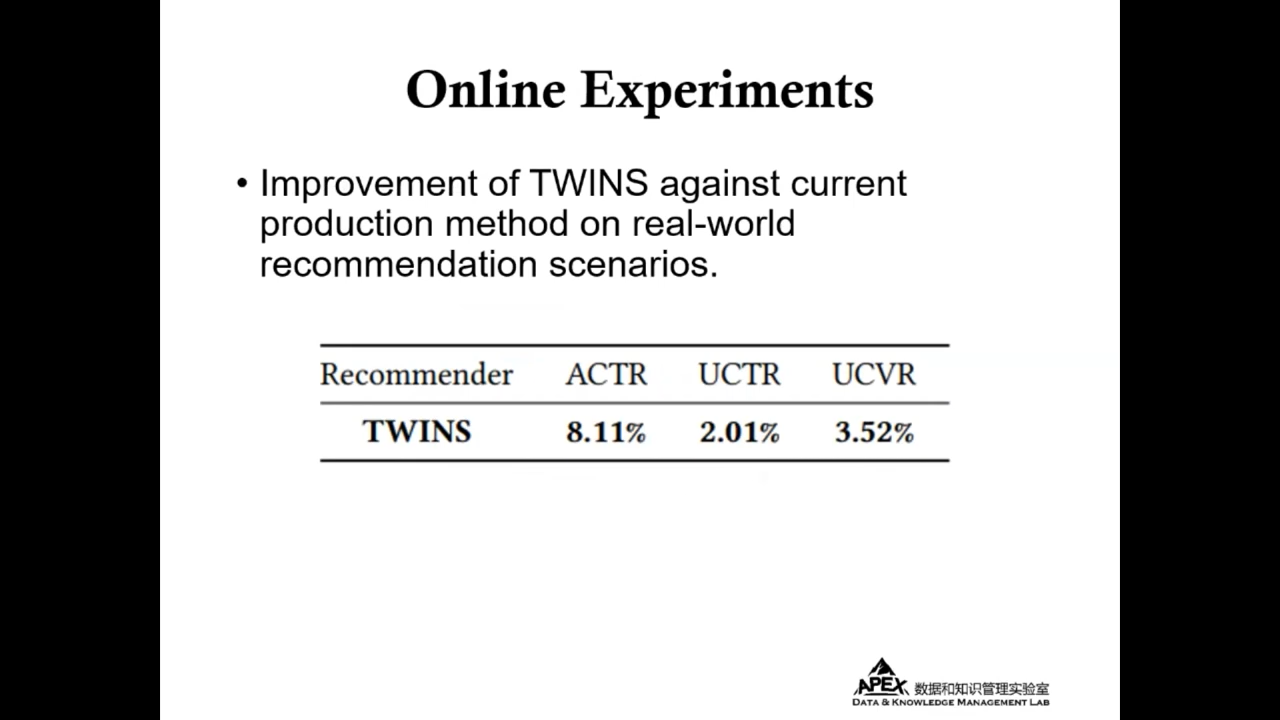 Online Experiments
• Improvement of TWINS against current
production method on real-world
recommendation scenarios.
Recommender ACTR UCTR UCVR
TWINS 8.11% 2.01% 3.52%
APEX 数据和知识管理实验室
DATA & KNOWLEDGE MANAGEMENT LAB